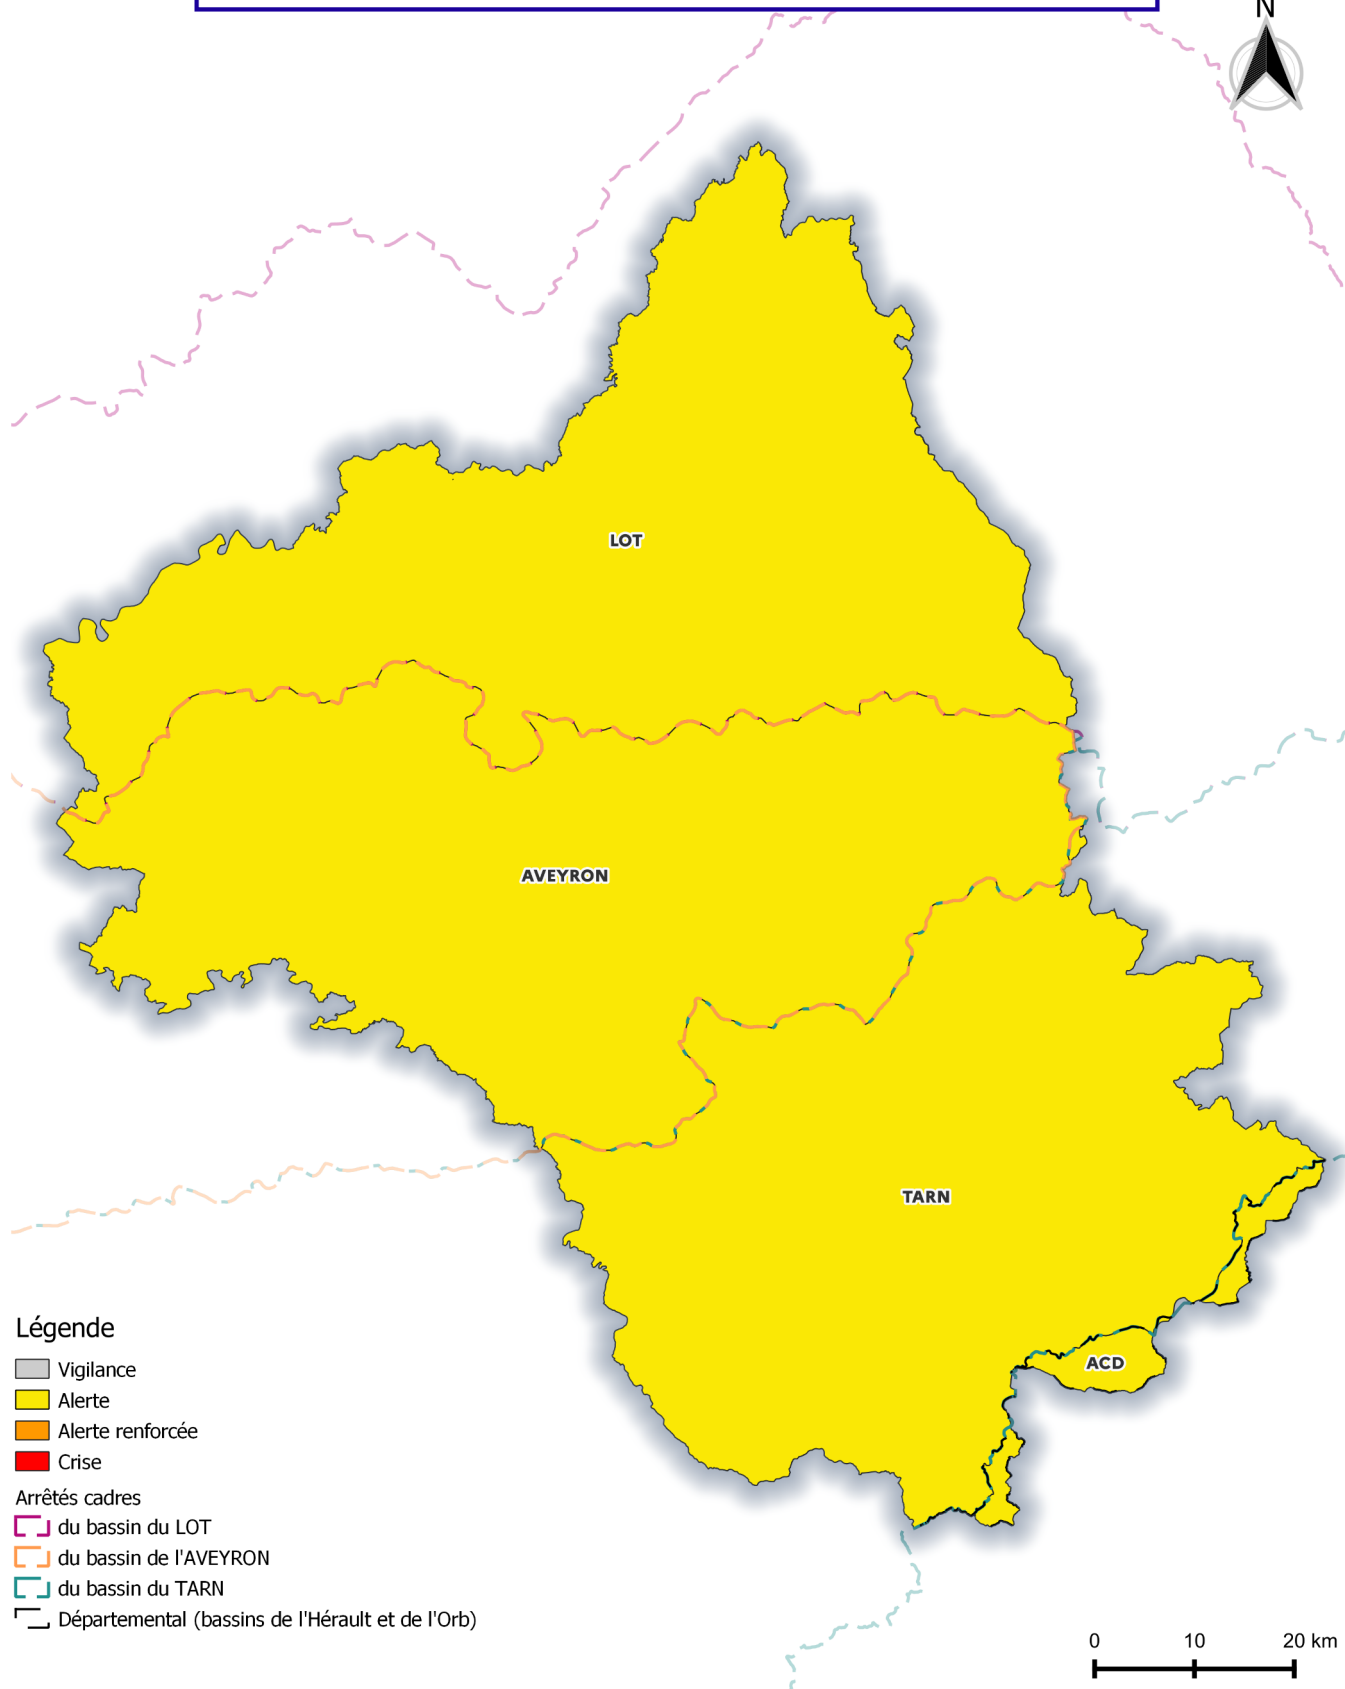 N
LOT
AVEYRON
TARN
ACD
Légende
Vigilance
Alerte
Alerte renforcée
Crise
Arrêtés cadres
du bassin du LOT
du bassin de l'AVEYRON
du bassin du TARN
Départemental (bassins de l'Hérault et de l'Orb)
0 10 20 km